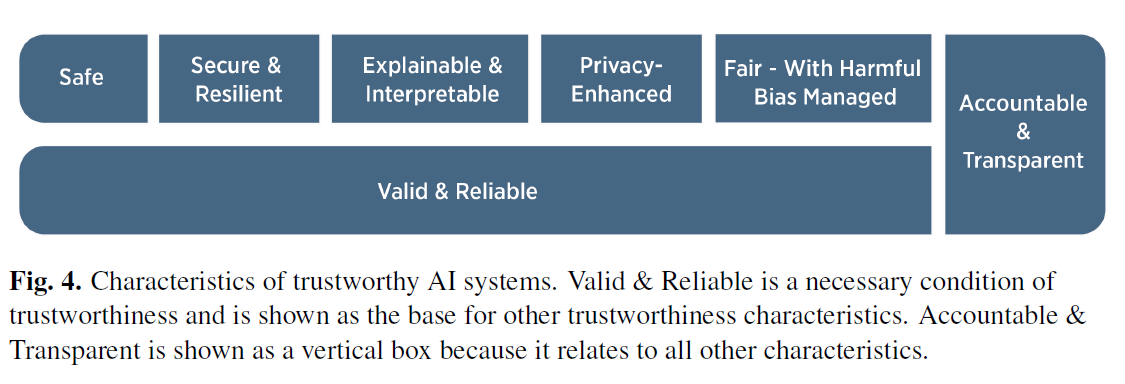 Safe
Secure &
Resilient
Explainable &
Interpretable
Privacy-
Enhanced
Fair - With Harmful
Bias Managed
Accountable
&
Transparent
Valid & Reliable
Fig. 4. Characteristics of trustworthy AI systems. Valid & Reliable is a necessary condition of
trustworthiness and is shown as the base for other trustworthiness characteristics. Accountable &
Transparent is shown as a vertical box because it relates to all other characteristics.